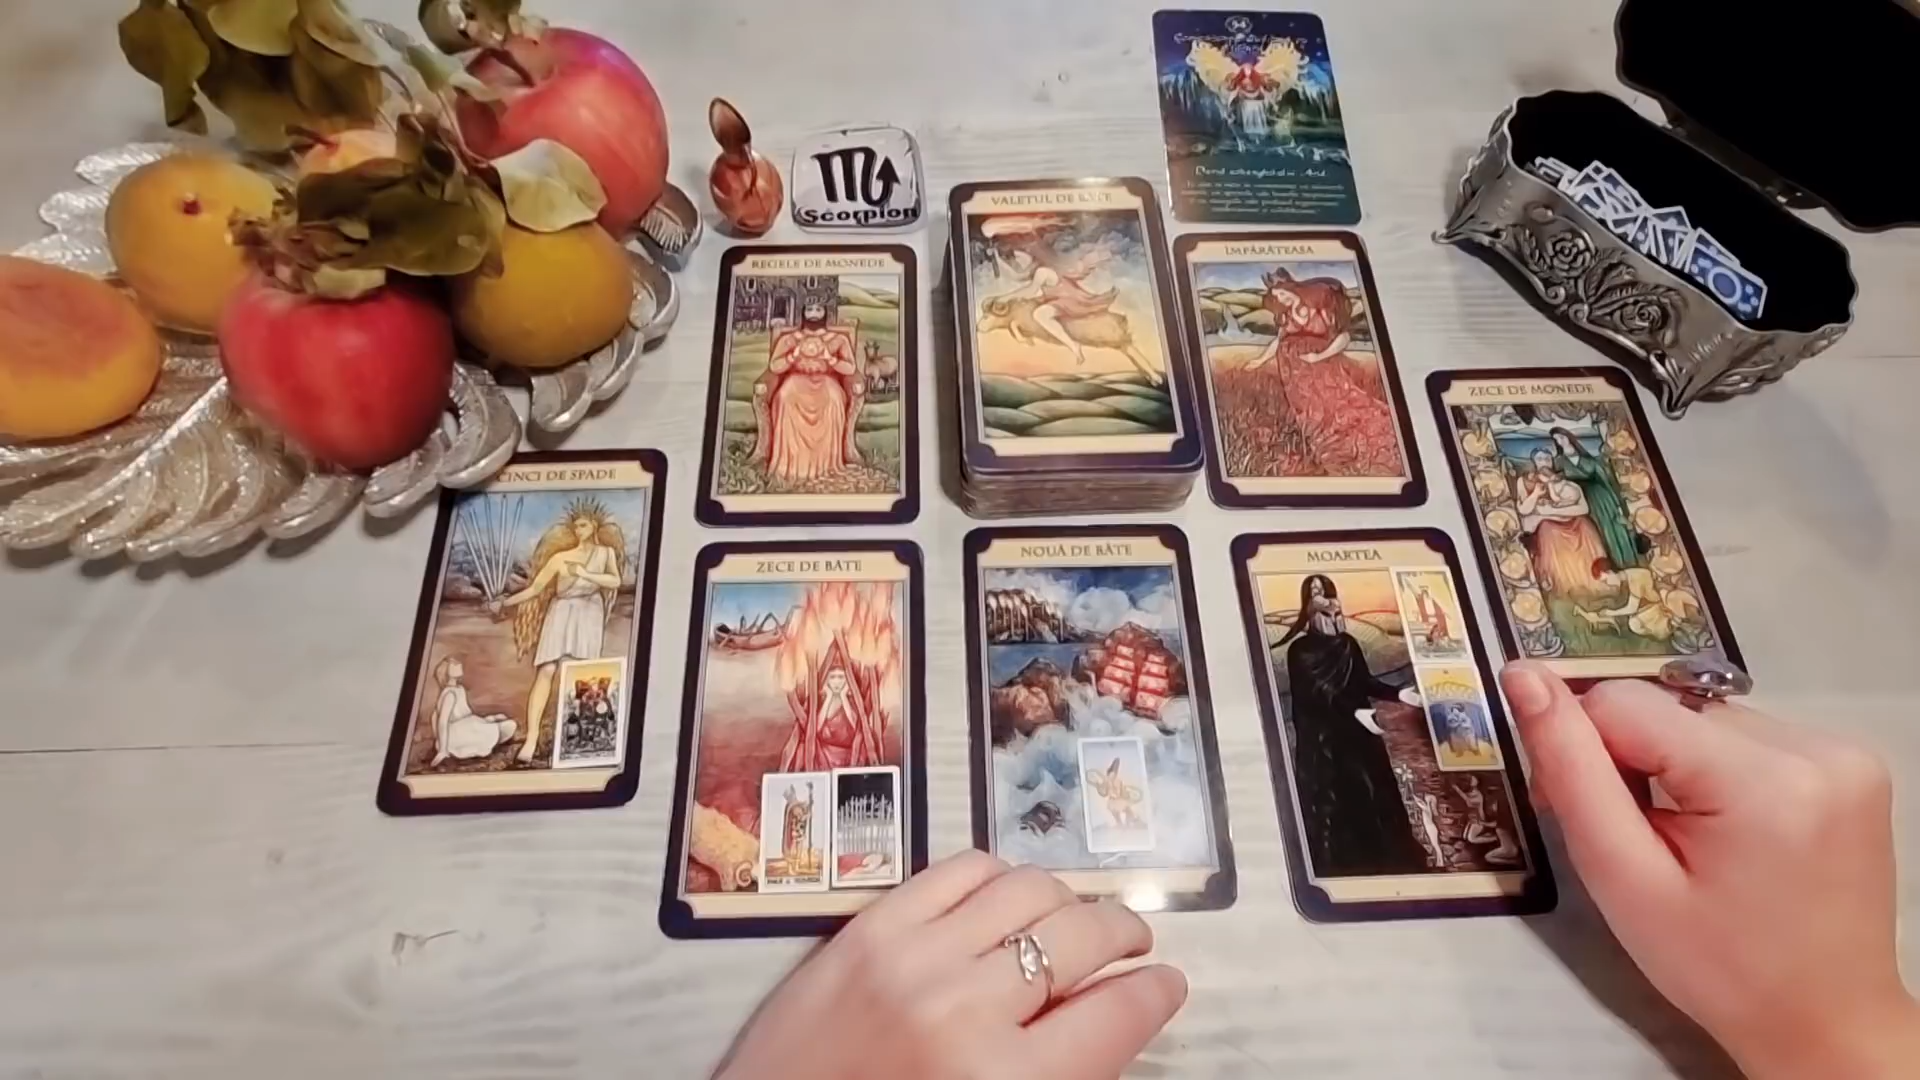 94
Scorpion
VALETUL DE BÂTE
REGELE DE MONEDE
ÎMPĂRĂTEASA
ZECE DE MONEDE
CINCI DE SPADE
ZECE DE BÂTE
NOUĂ DE BÂTE
MOARTEA